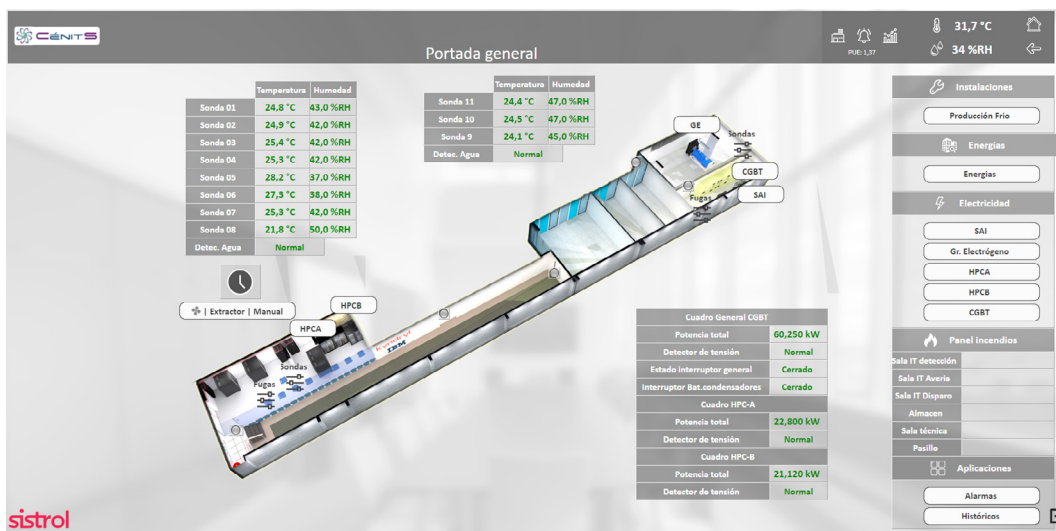 CÉNITS
Portada general
PUE: 1,37
31,7 °C
34 %RH
Temperatura Humedad
Sonda 01 24,8 °C 43,0 %RH
Sonda 02 24,9 °C 42,0 %RH
Sonda 03 25,4 °C 42,0 %RH
Sonda 04 25,3 °C 42,0 %RH
Sonda 05 28,2 °C 37,0 %RH
Sonda 06 27,3 °C 38,0 %RH
Sonda 07 25,3 °C 42,0 %RH
Sonda 08 21,8 °C 50,0 %RH
Detec. Agua Normal
Temperatura Humedad
Sonda 11 24,4 °C 47,0 %RH
Sonda 10 24,5 °C 47,0 %RH
Sonda 9 24,1 °C 45,0 %RH
Detec. Agua Normal
GE
Sondas
CGBT
SAI
Fugas
| Extractor | Manual
HPCB
HPCA
kyndryl
IBM
Sondas
Fugas
Cuadro General CGBT
Potencia total 60,250 kW
Detector de tensión Normal
Estado interruptor general Cerrado
Interruptor Bat.condensadores Cerrado
Cuadro HPC-A
Potencia total 22,800 kW
Detector de tensión Normal
Cuadro HPC-B
Potencia total 21,120 kW
Detector de tensión Normal
Instalaciones
Producción Frio
Energias
Energias
Electricidad
SAI
Gr. Electrógeno
HPCA
HPCB
CGBT
Panel incendios
Sala IT detección
Sala IT Averia
Sala IT Disparo
Almacen
Sala técnica
Pasillo
Aplicaciones
Alarmas
Históricos
sistrol